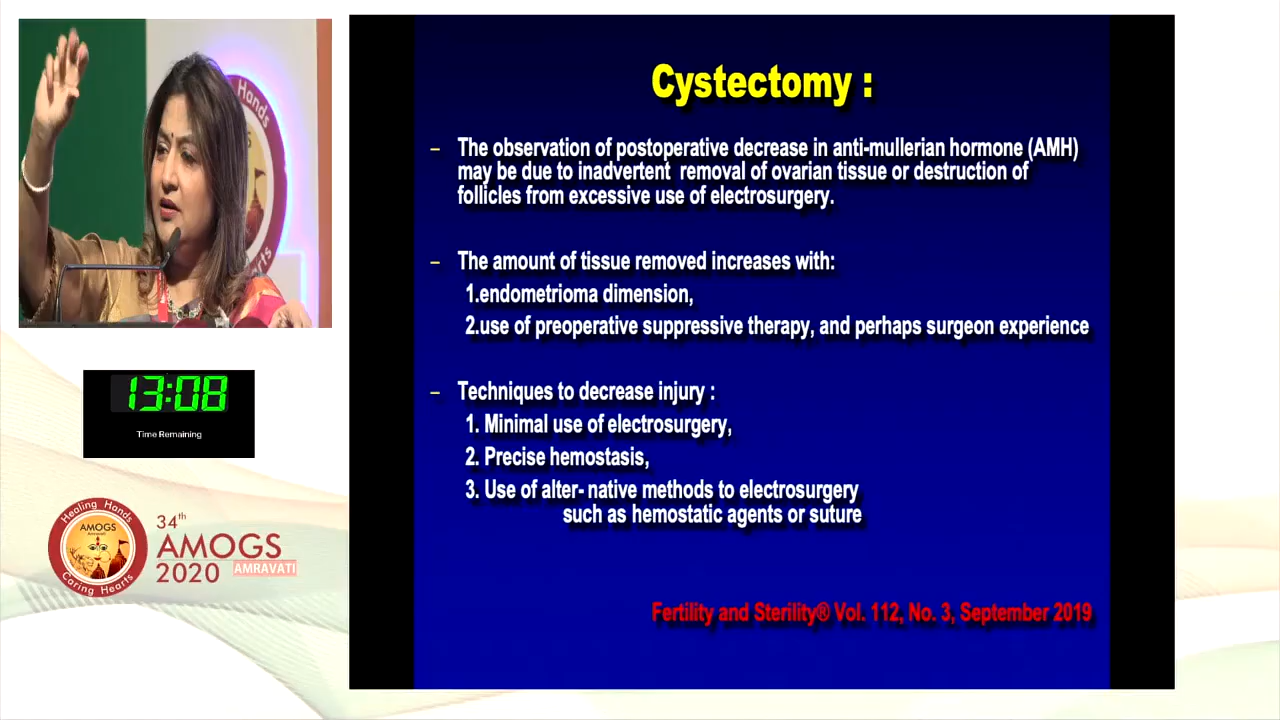 Hands
Cystectomy :
– The observation of postoperative decrease in anti-mullerian hormone (AMH)
may be due to inadvertent removal of ovarian tissue or destruction of
follicles from excessive use of electrosurgery.
– The amount of tissue removed increases with:
1.endometrioma dimension,
2.use of preoperative suppressive therapy, and perhaps surgeon experience
– Techniques to decrease injury :
1. Minimal use of electrosurgery,
2. Precise hemostasis,
3. Use of alter- native methods to electrosurgery
such as hemostatic agents or suture
Fertility and Sterility® Vol. 112, No. 3, September 2019
13:08
Time Remaining
Healing Hands
AMOGS
Amravati
Caring Hearts
34th
AMOGS
2020
AMRAVATI